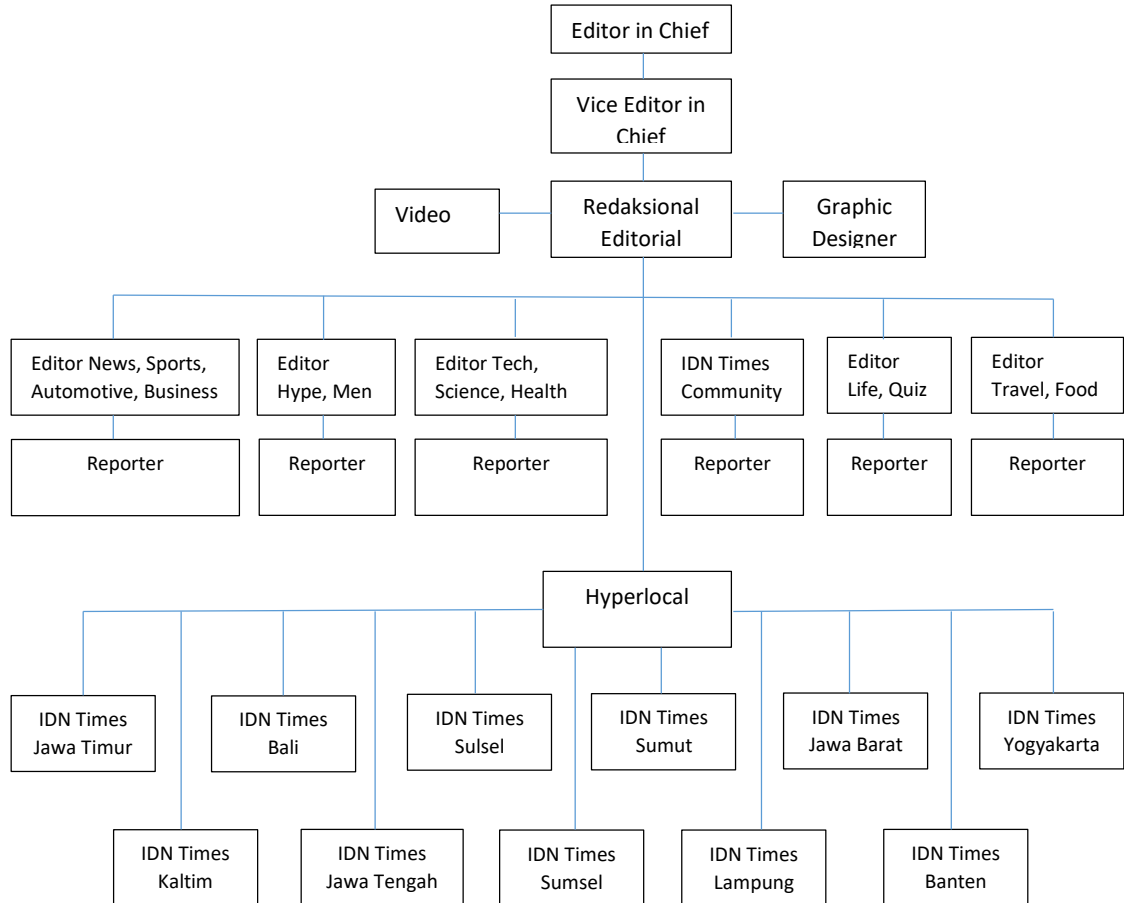 Editor in Chief
Vice Editor in
Chief
Video
Redaksional
Editorial
Graphic
Designer
Editor News, Sports,
Automotive, Business
Editor
Hype, Men
Editor Tech,
Science, Health
IDN Times
Community
Editor
Life, Quiz
Editor
Travel, Food
Reporter
Reporter
Reporter
Reporter
Reporter
Reporter
Hyperlocal
IDN Times
Jawa Timur
IDN Times
Bali
IDN Times
Sulsel
IDN Times
Sumut
IDN Times
Jawa Barat
IDN Times
Yogyakarta
IDN Times
Kaltim
IDN Times
Jawa Tengah
IDN Times
Sumsel
IDN Times
Lampung
IDN Times
Banten